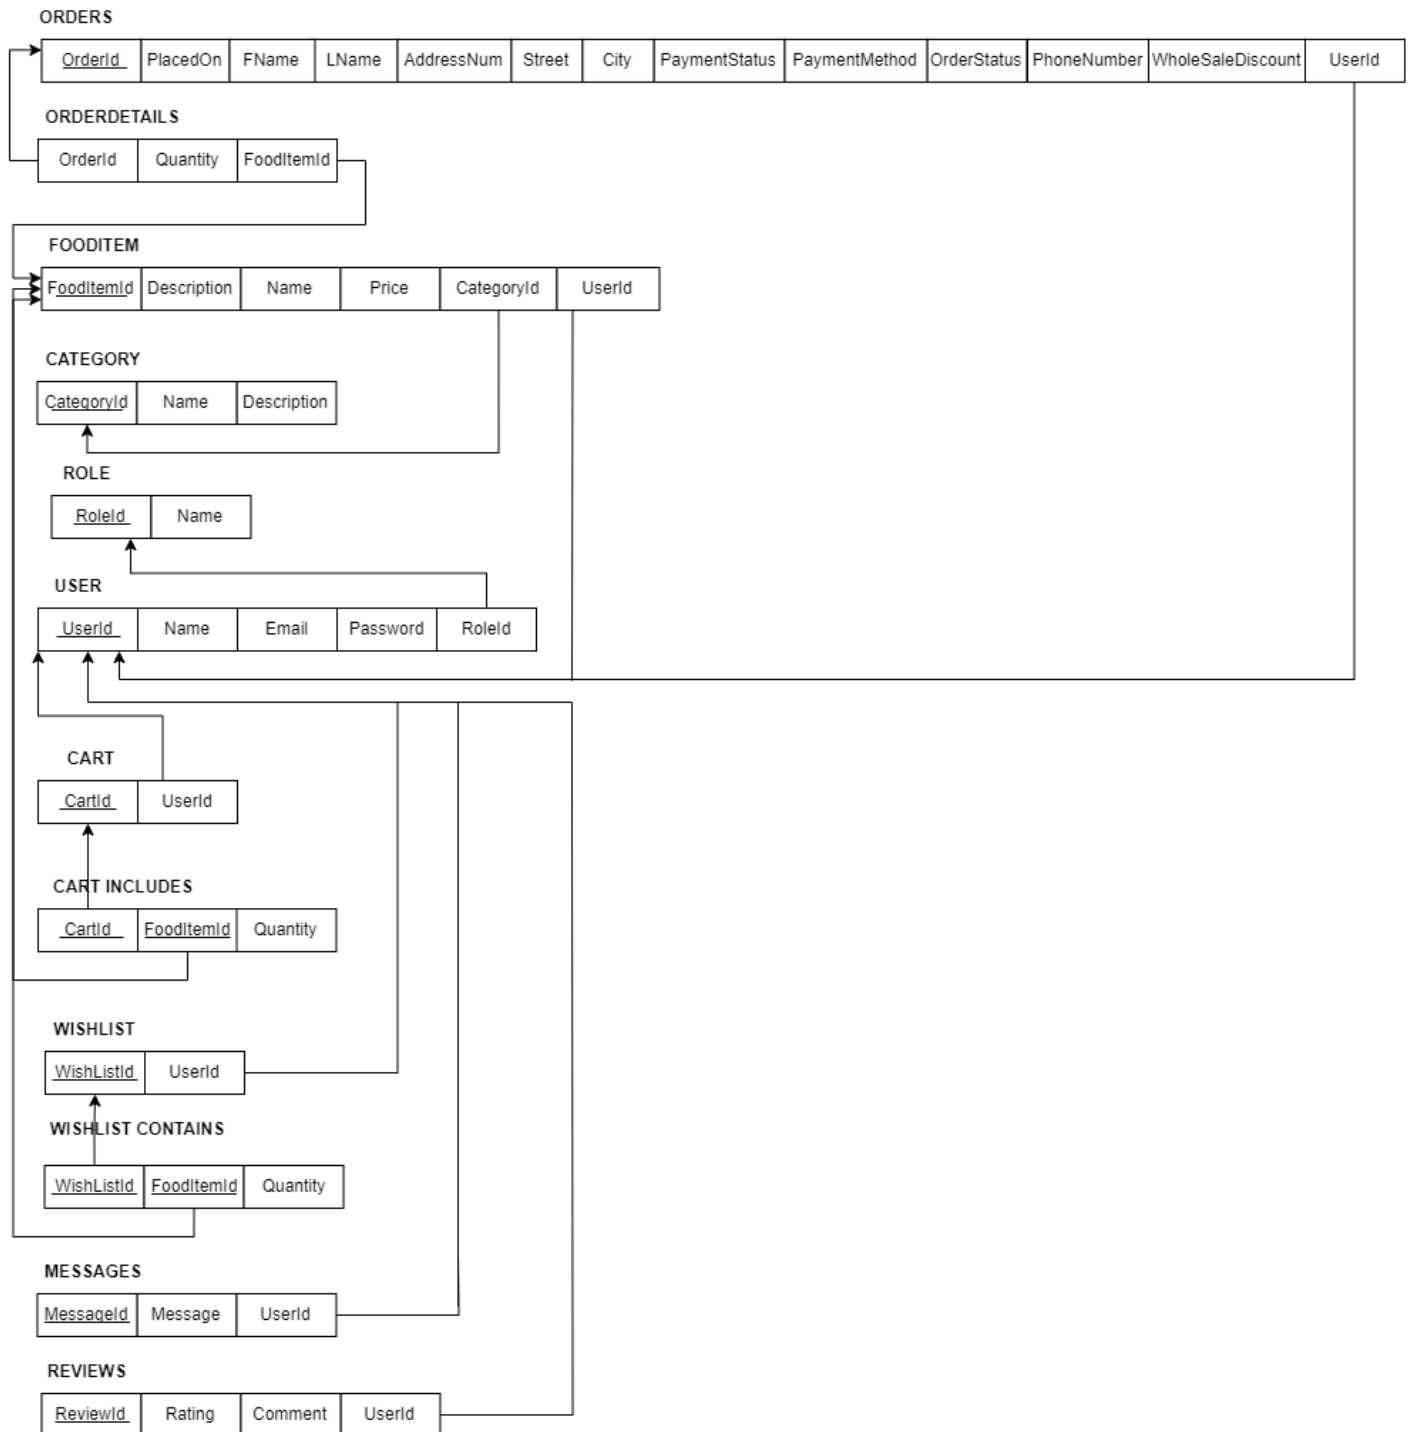 ORDERS
OrderId PlacedOn FName LName AddressNum Street City PaymentStatus PaymentMethod OrderStatus PhoneNumber WholeSaleDiscount UserId
ORDERDETAILS
OrderId Quantity FoodItemId
FOODITEM
FoodItemId Description Name Price CategoryId UserId
CATEGORY
CategoryId Name Description
ROLE
RoleId Name
USER
UserId Name Email Password RoleId
CART
CartId UserId
CART INCLUDES
CartId FoodItemId Quantity
WISHLIST
WishListId UserId
WISHLIST CONTAINS
WishListId FoodItemId Quantity
MESSAGES
MessageId Message UserId
REVIEWS
ReviewId Rating Comment UserId